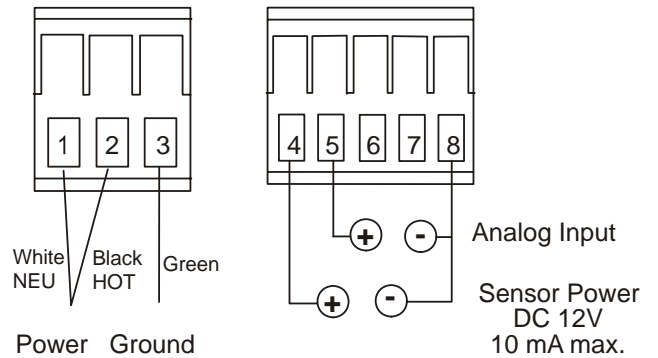 1 2 3 4 5 6 7 8
White Black Green
NEU HOT
+ - Analog Input
+ - Sensor Power
DC 12V
Power Ground 10 mA max.